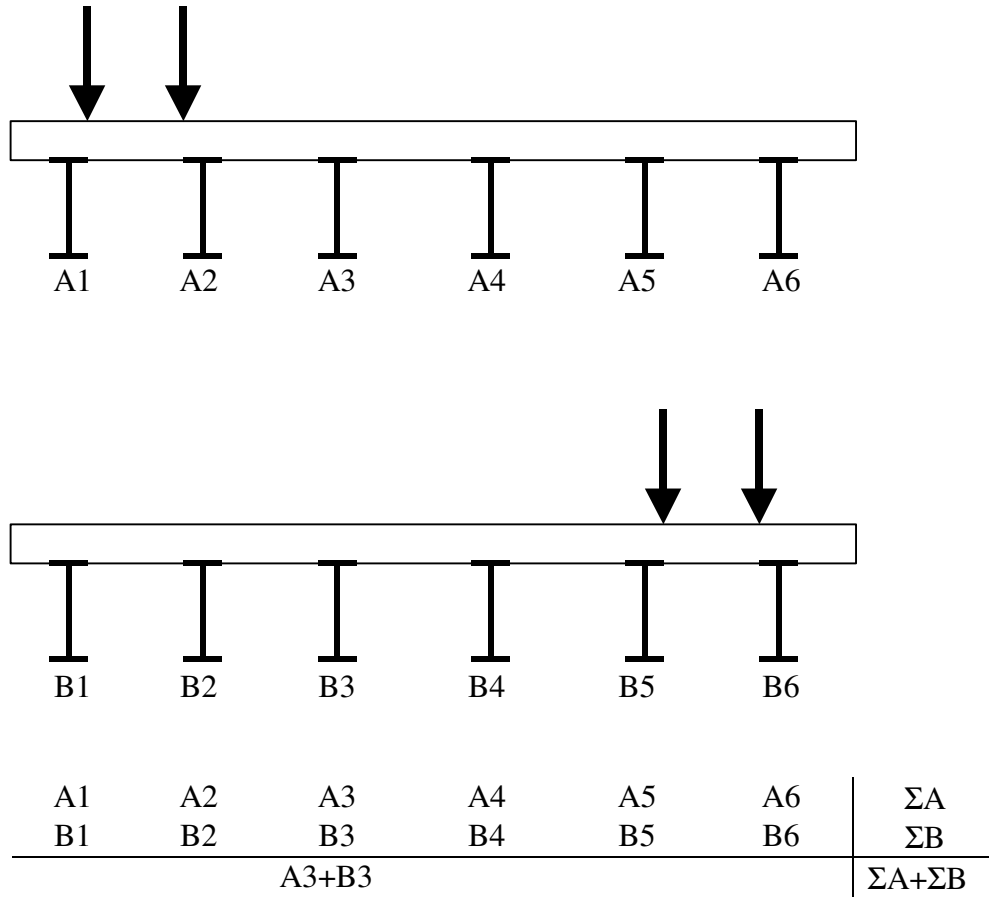 A1 A2 A3 A4 A5 A6
B1 B2 B3 B4 B5 B6
A1 A2 A3 A4 A5 A6 ΣA
B1 B2 B3 B4 B5 B6 ΣB
A3+B3 ΣA+ΣB